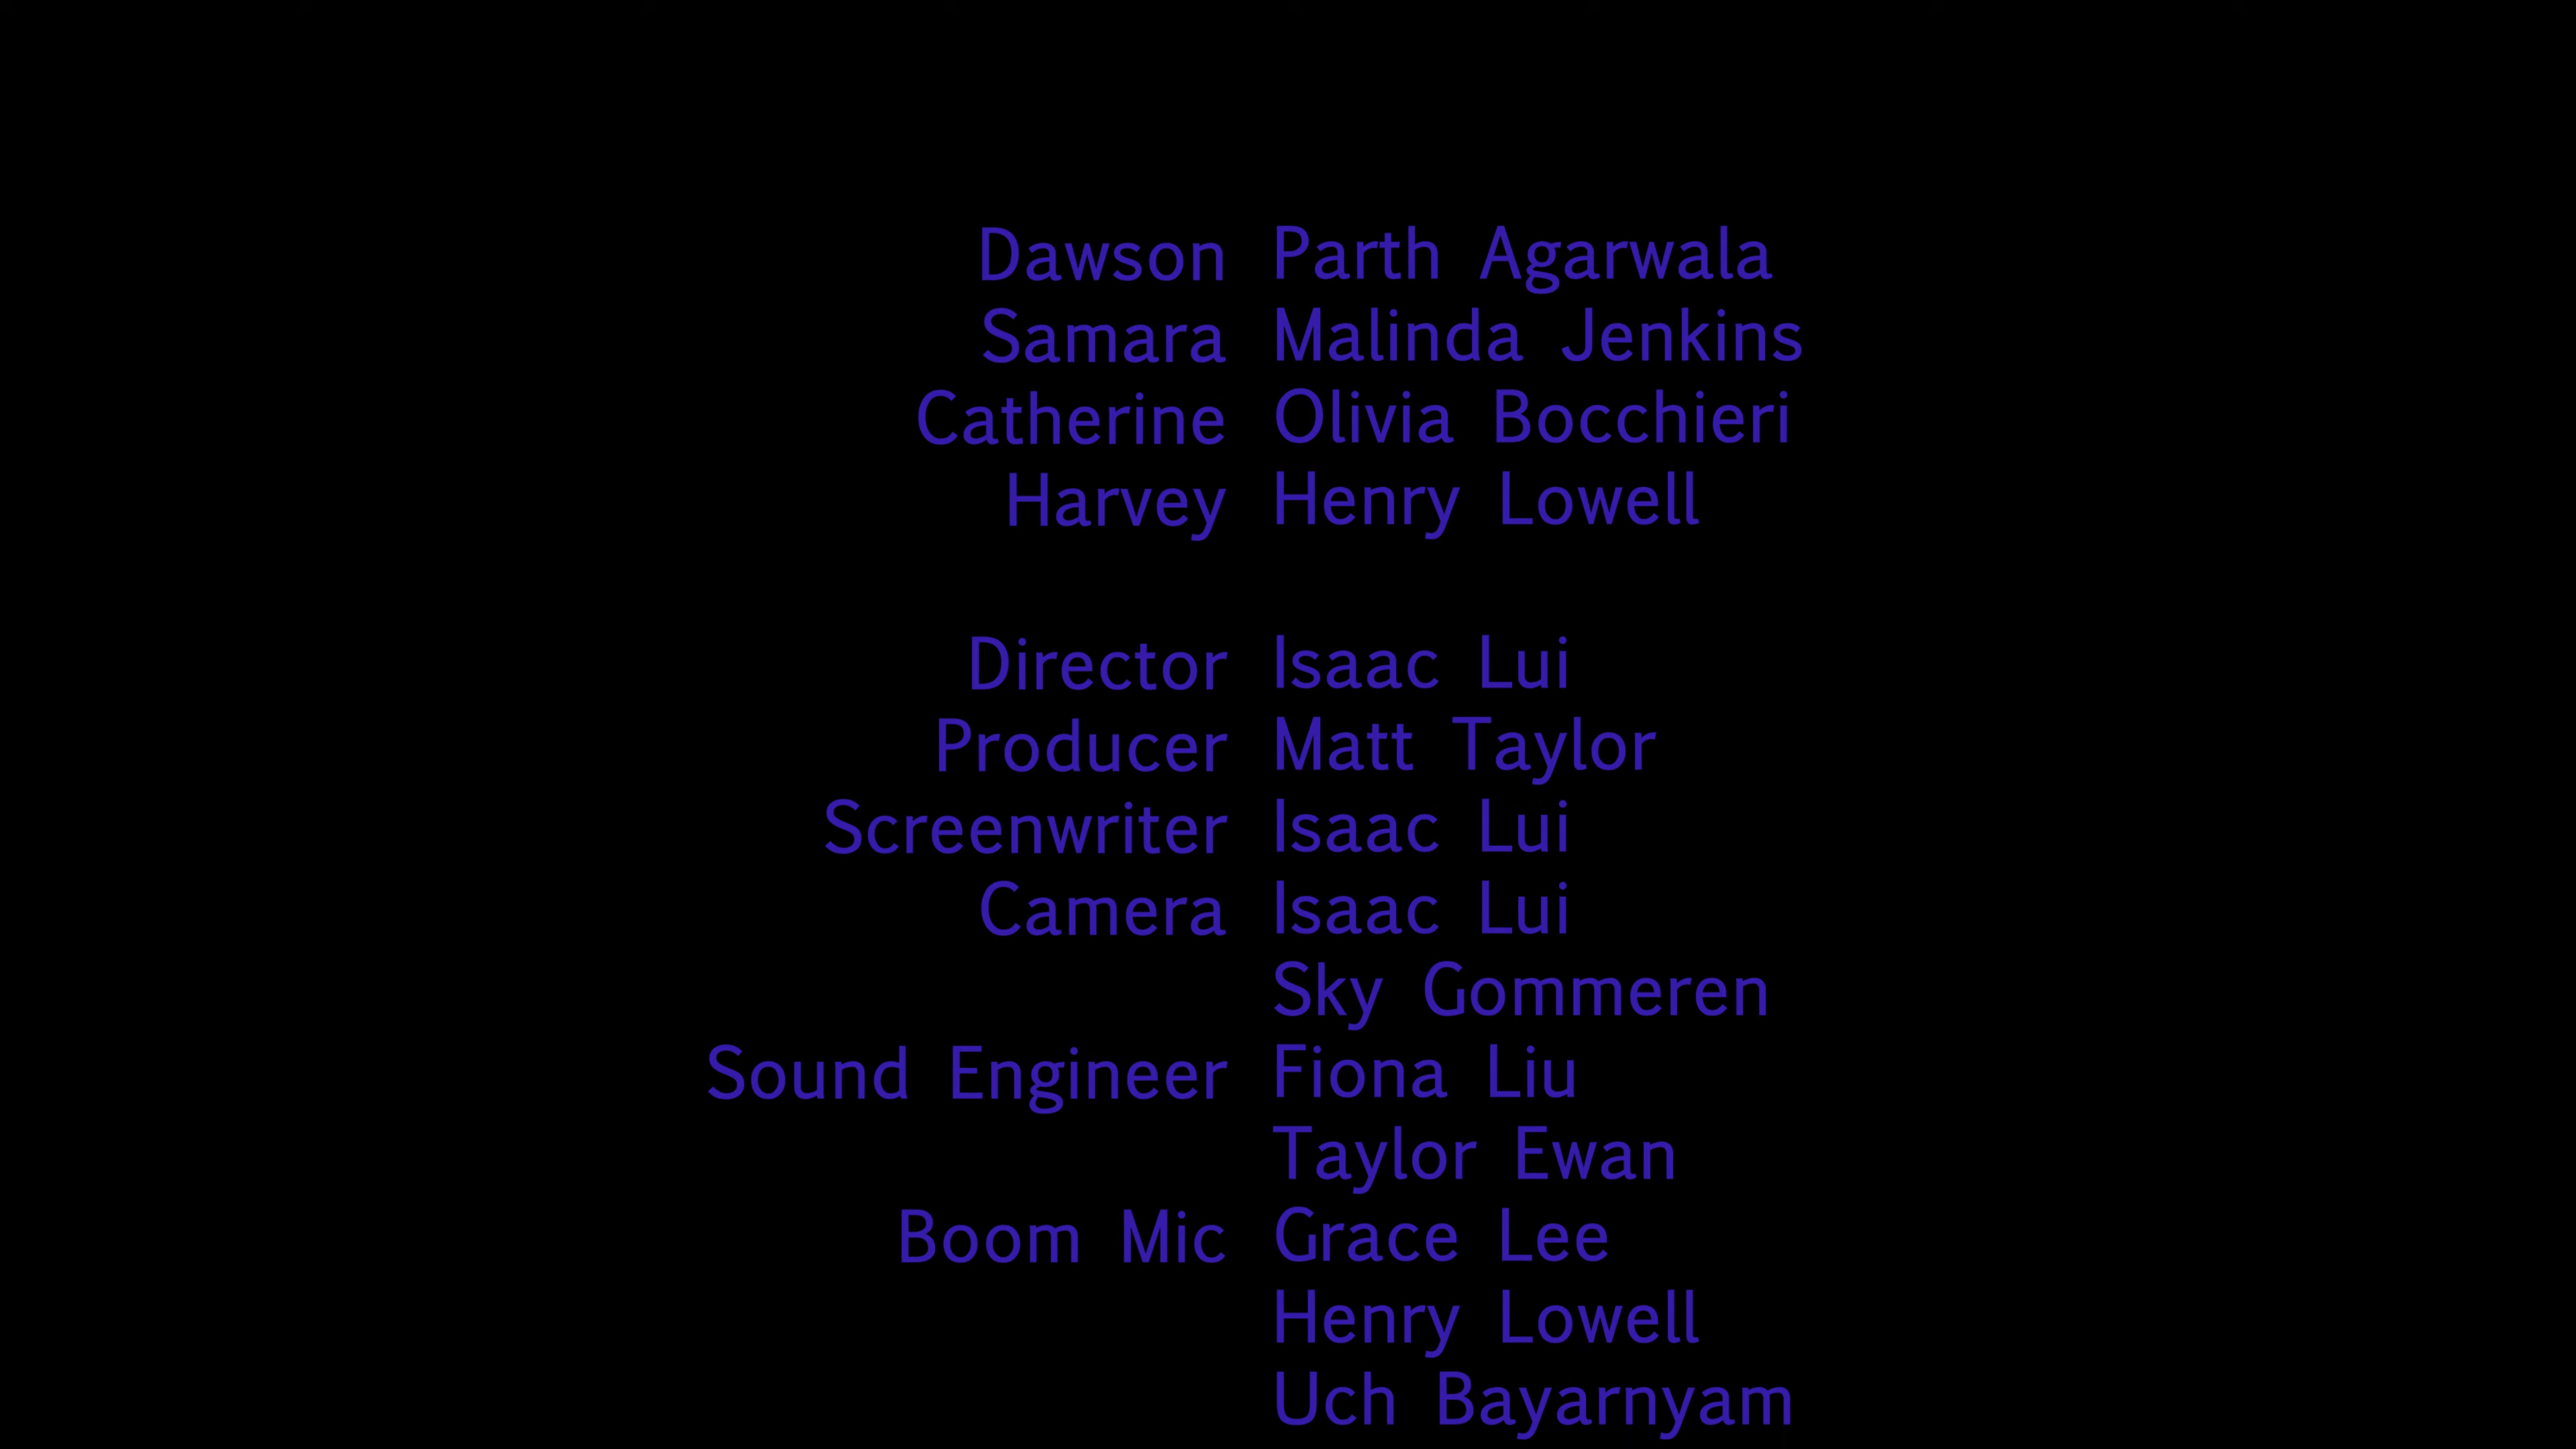 Dawson Parth Agarwala
Samara Malinda Jenkins
Catherine Olivia Bocchieri
Harvey Henry Lowell
Director Isaac Lui
Producer Matt Taylor
Screenwriter Isaac Lui
Camera Isaac Lui
Sky Gommeren
Sound Engineer Fiona Liu
Taylor Ewan
Boom Mic Grace Lee
Henry Lowell
Uch Bayarnyam